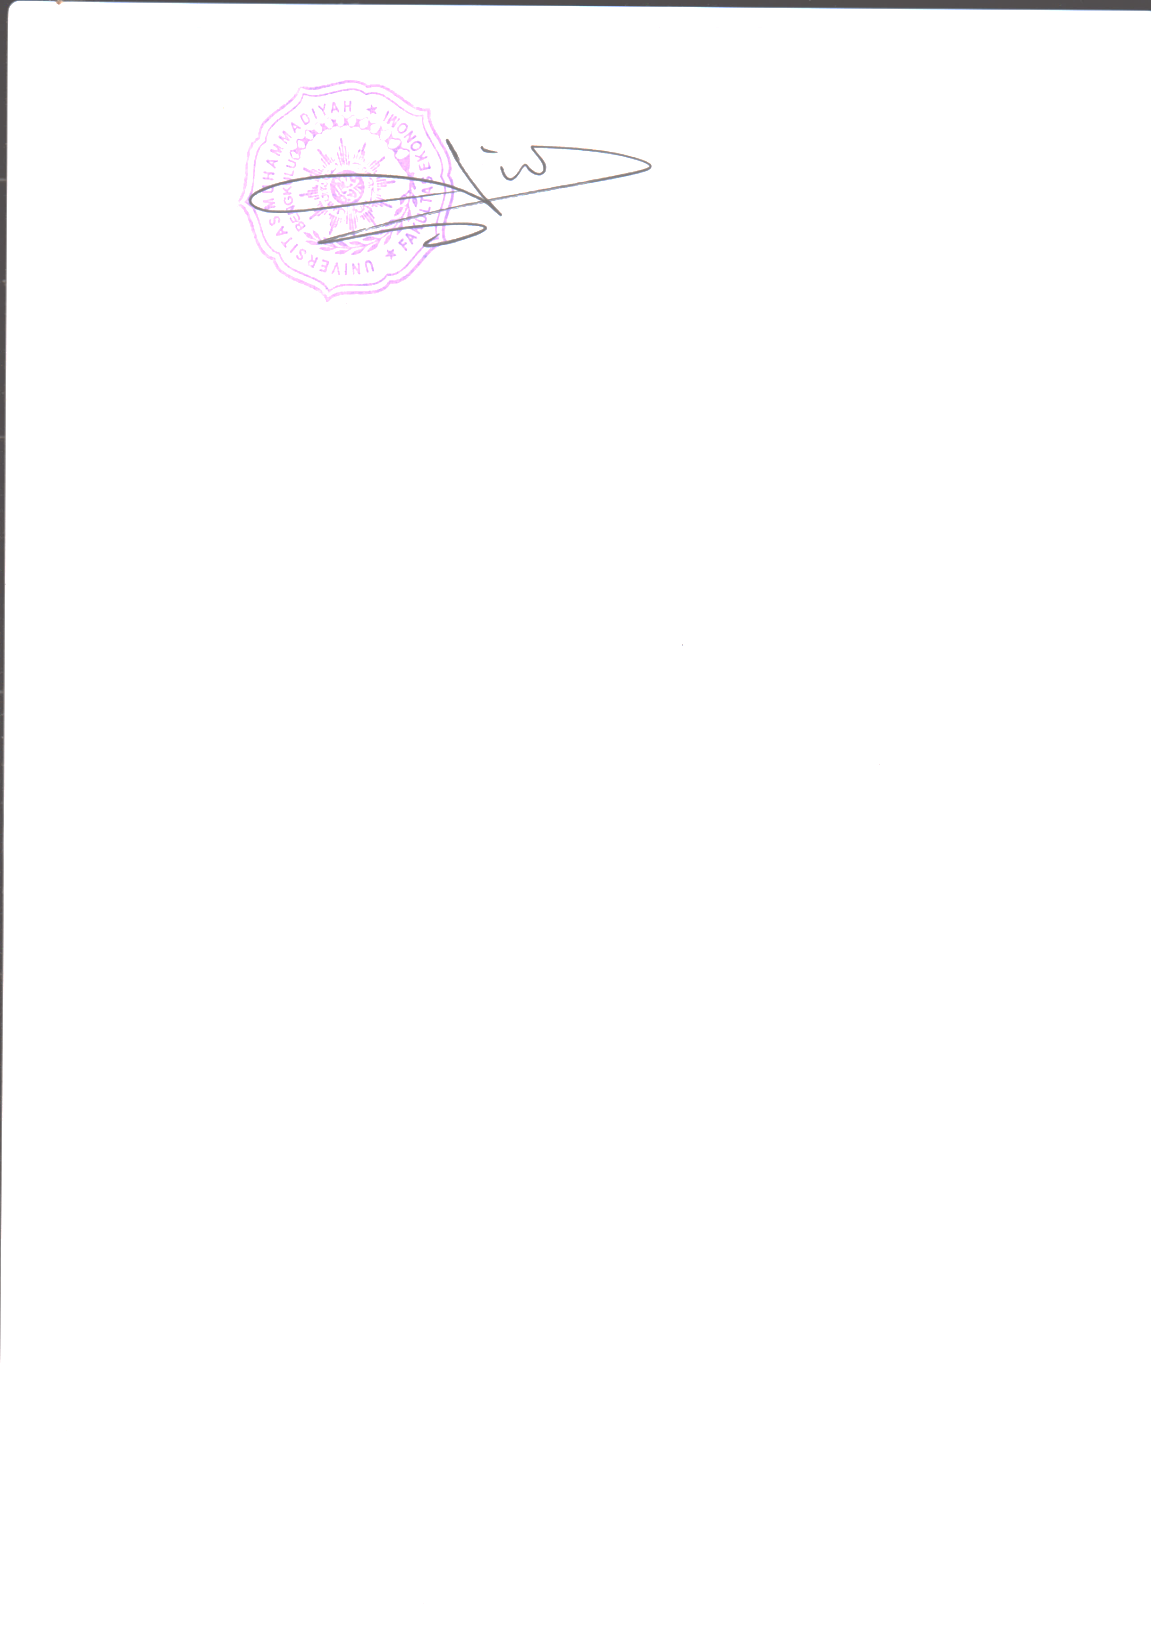 UNIVERSITAS MUHAMMADIYAH
BENGKULU
★ FAKULTAS EKONOMI ★